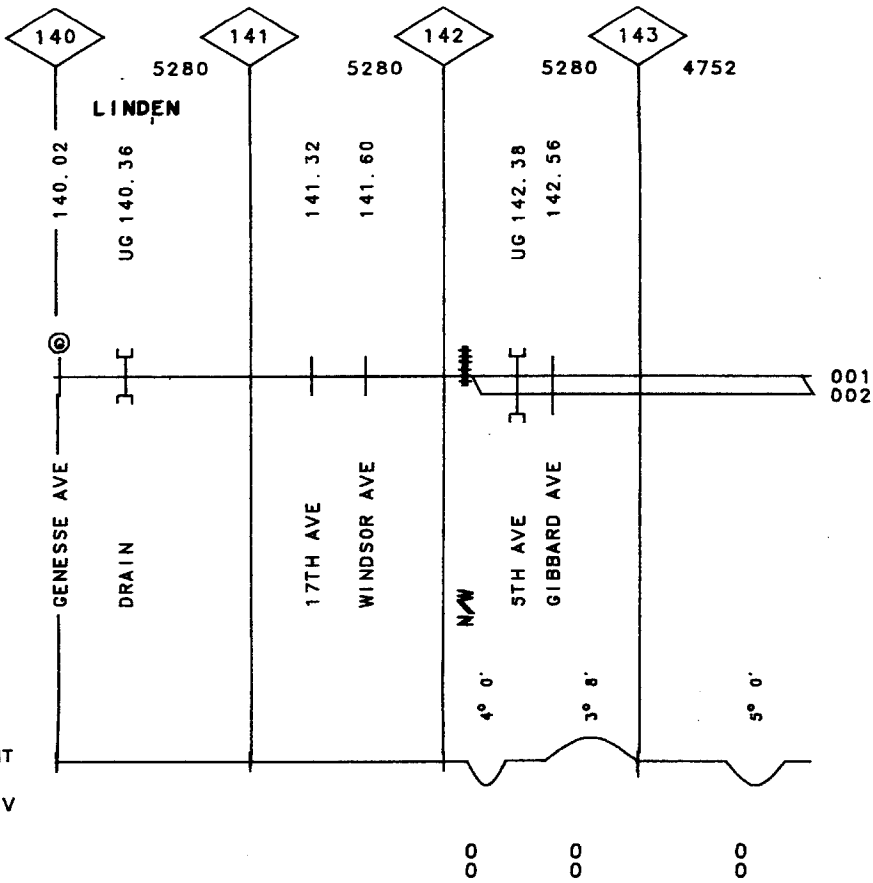 140 141 142 143
5280 5280 5280 4752
LINDEN
140.02
UG 140.36
141.32
141.60
UG 142.38
142.56
G
001
002
GENESSE AVE
DRAIN
17TH AVE
WINDSOR AVE
N/W
5TH AVE
GIBBARD AVE
4° 0'
3° 8'
5° 0'
T
V
0 0 0
0 0 0